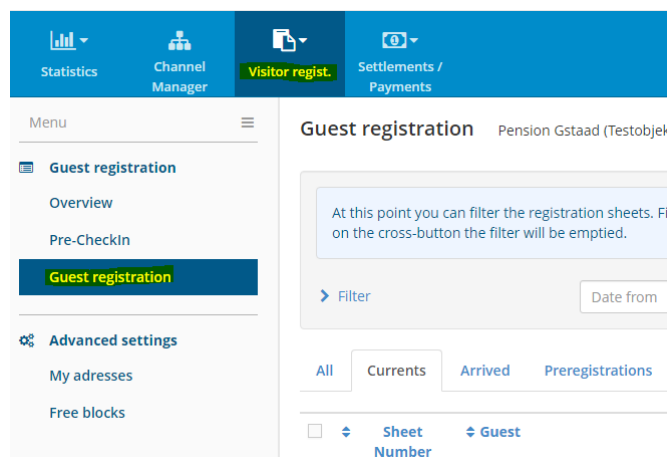 Statistics
Channel
Manager
Visitor regist.
Settlements /
Payments
Menu
Guest registration
Overview
Pre-CheckIn
Guest registration
Advanced settings
My adresses
Free blocks
Guest registration Pension Gstaad (Testobjek
At this point you can filter the registration sheets. Fi
on the cross-button the filter will be emptied.
Filter Date from
All Currents Arrived Preregistrations
Sheet
Number
Guest